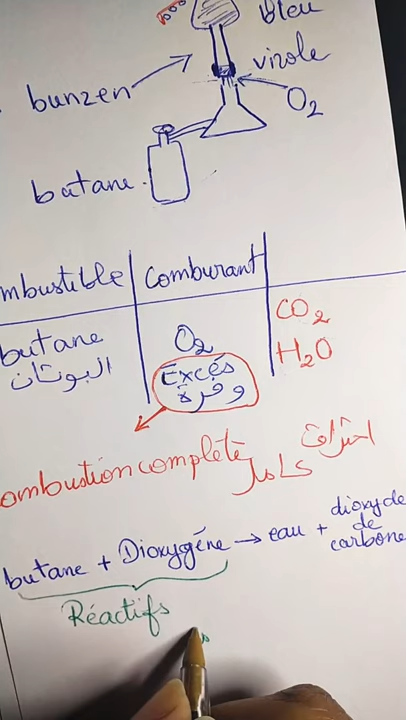 bleu
virole
bunzen
O2
butane
mbustible
Comburant
butane
البوتان
O2
Excés
وفرة
CO2
H2O
ombustion complète
احتراق
كامل
butane + Dioxygéne → eau + dioxyde
de
carbone
Réactifs